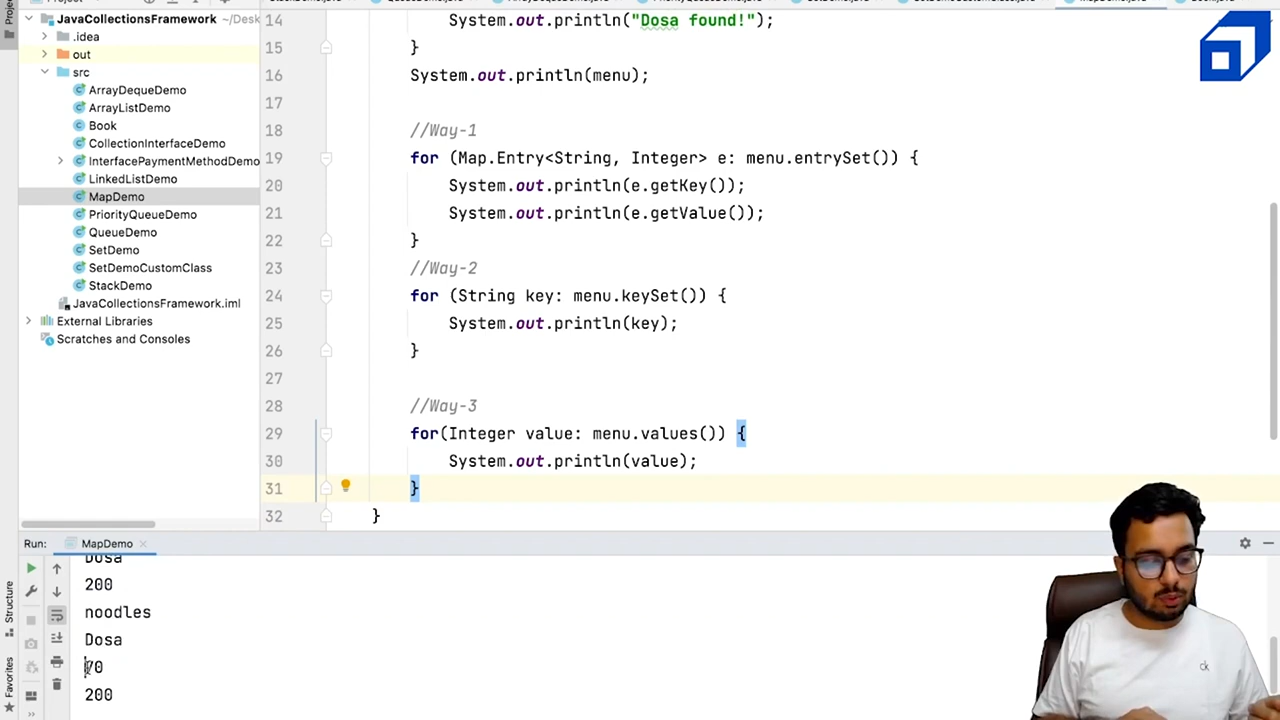 JavaCollectionsFramework ~/Desk
.idea
out
src
ArrayDequeDemo
ArrayListDemo
Book
CollectionInterfaceDemo
InterfacePaymentMethodDemo
LinkedListDemo
MapDemo
PriorityQueueDemo
QueueDemo
SetDemo
SetDemoCustomClass
StackDemo
JavaCollectionsFramework.iml
External Libraries
Scratches and Consoles
14 System.out.println("Dosa found!");
15 }
16 System.out.println(menu);
17
18 //Way-1
19 for (Map.Entry<String, Integer> e: menu.entrySet()) {
20 System.out.println(e.getKey());
21 System.out.println(e.getValue());
22 }
23 //Way-2
24 for (String key: menu.keySet()) {
25 System.out.println(key);
26 }
27
28 //Way-3
29 for(Integer value: menu.values()) {
30 System.out.println(value);
31 }
32 }
Run: MapDemo
Dosa
200
noodles
Dosa
70
200
Structure
Favorites
ck